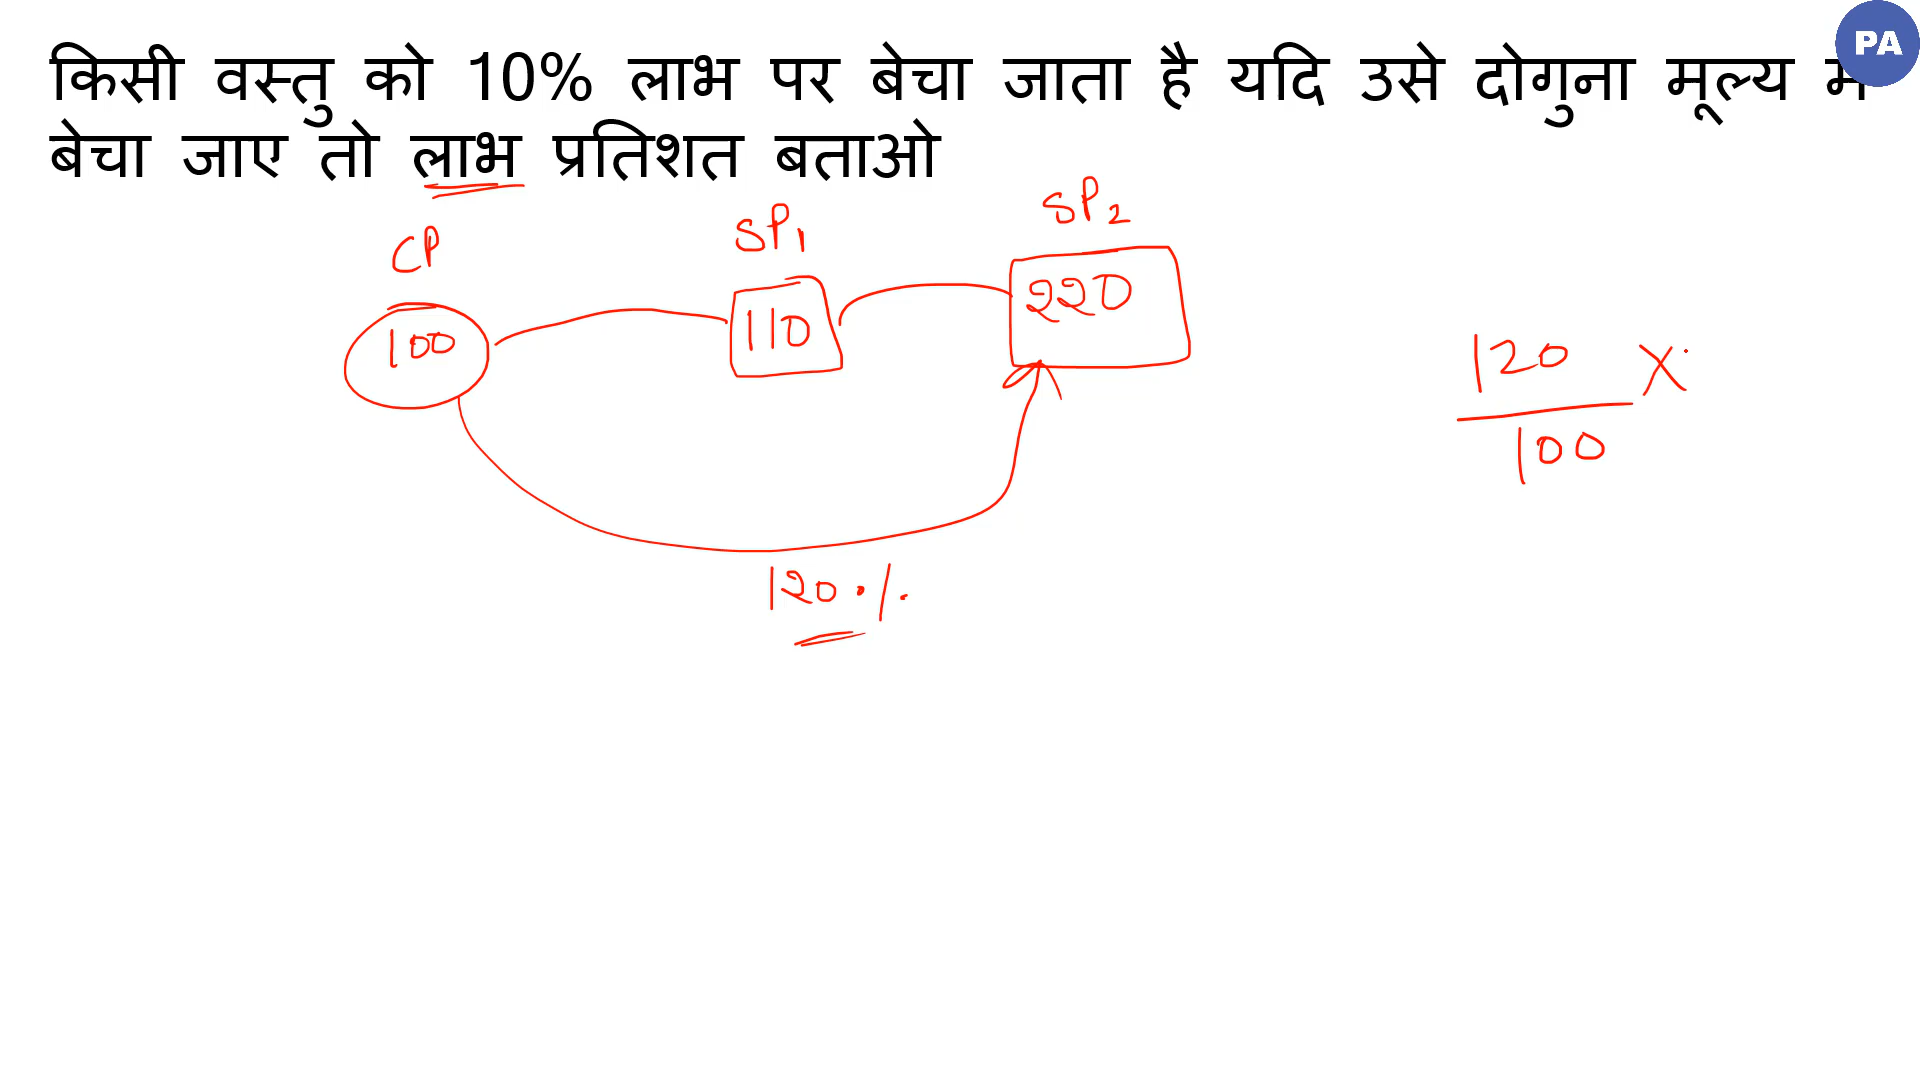 PA
किसी वस्तु को 10% लाभ पर बेचा जाता है यदि उसे दोगुना मूल्य में
बेचा जाए तो लाभ प्रतिशत बताओ
CP SP₁ SP₂
100 110 220
120 X
100
120 %